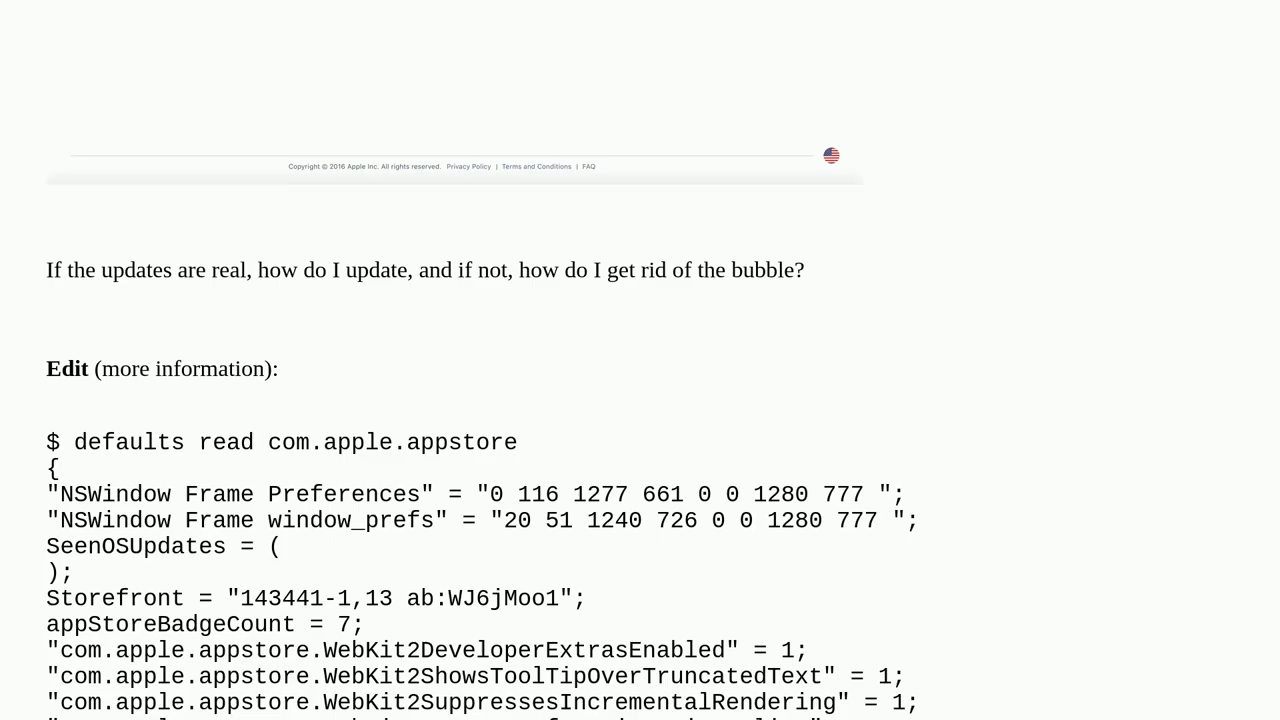 Copyright © 2016 Apple Inc. All rights reserved. Privacy Policy | Terms and Conditions | FAQ
If the updates are real, how do I update, and if not, how do I get rid of the bubble?
Edit (more information):
$ defaults read com.apple.appstore
{
"NSWindow Frame Preferences" = "0 116 1277 661 0 0 1280 777 ";
"NSWindow Frame window_prefs" = "20 51 1240 726 0 0 1280 777 ";
SeenOSUpdates = (
);
Storefront = "143441-1,13 ab:WJ6jMoo1";
appStoreBadgeCount = 7;
"com.apple.appstore.WebKit2DeveloperExtrasEnabled" = 1;
"com.apple.appstore.WebKit2ShowsToolTipOverTruncatedText" = 1;
"com.apple.appstore.WebKit2SuppressesIncrementalRendering" = 1;